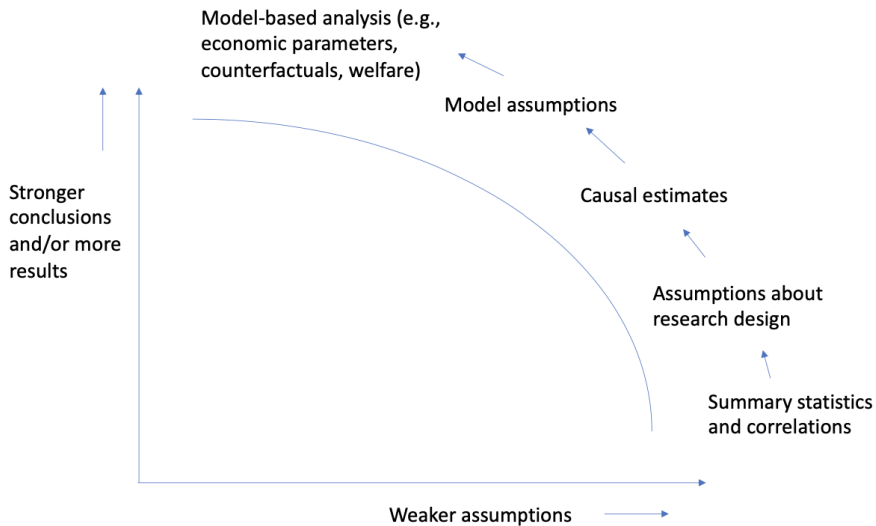 Model-based analysis (e.g.,
economic parameters,
counterfactuals, welfare)
Model assumptions
Stronger
conclusions
and/or more
results
Causal estimates
Assumptions about
research design
Summary statistics
and correlations
Weaker assumptions